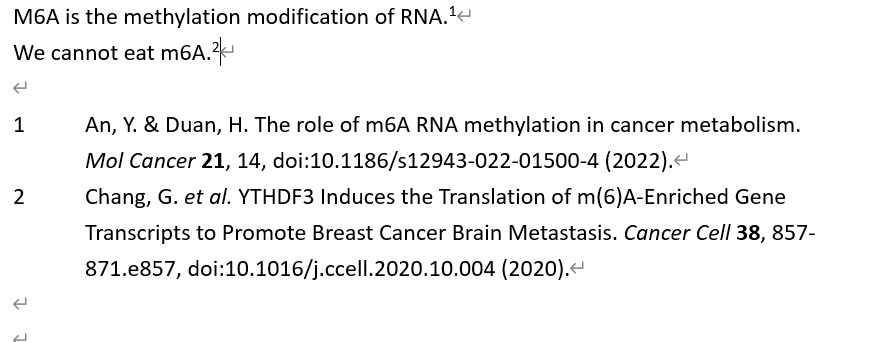 M6A is the methylation modification of RNA.¹
We cannot eat m6A.²
1 An, Y. & Duan, H. The role of m6A RNA methylation in cancer metabolism.
Mol Cancer 21, 14, doi:10.1186/s12943-022-01500-4 (2022).
2 Chang, G. et al. YTHDF3 Induces the Translation of m(6)A-Enriched Gene
Transcripts to Promote Breast Cancer Brain Metastasis. Cancer Cell 38, 857-
871.e857, doi:10.1016/j.ccell.2020.10.004 (2020).